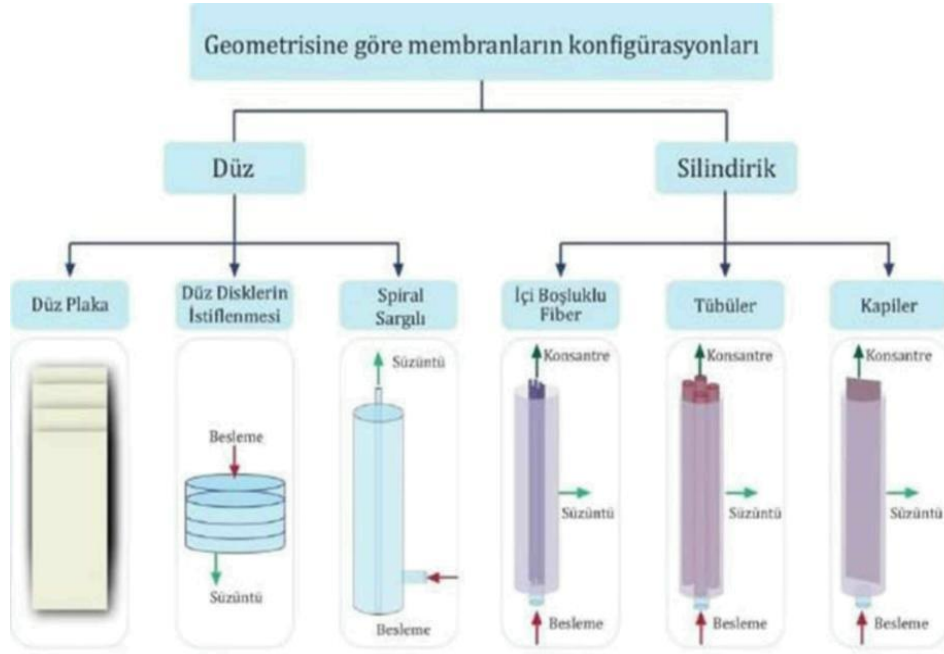 Geometrisine göre membranların konfigürasyonları
Düz
Silindirik
Düz Plaka
Düz Disklerin
İstiflenmesi
Spiral
Sargılı
İçi Boşluklu
Fiber
Tübüler
Kapiler
Besleme
Süzüntü
Süzüntü
Besleme
Konsantre
Süzüntü
Besleme
Konsantre
Süzüntü
Besleme
Konsantre
Süzüntü
Besleme